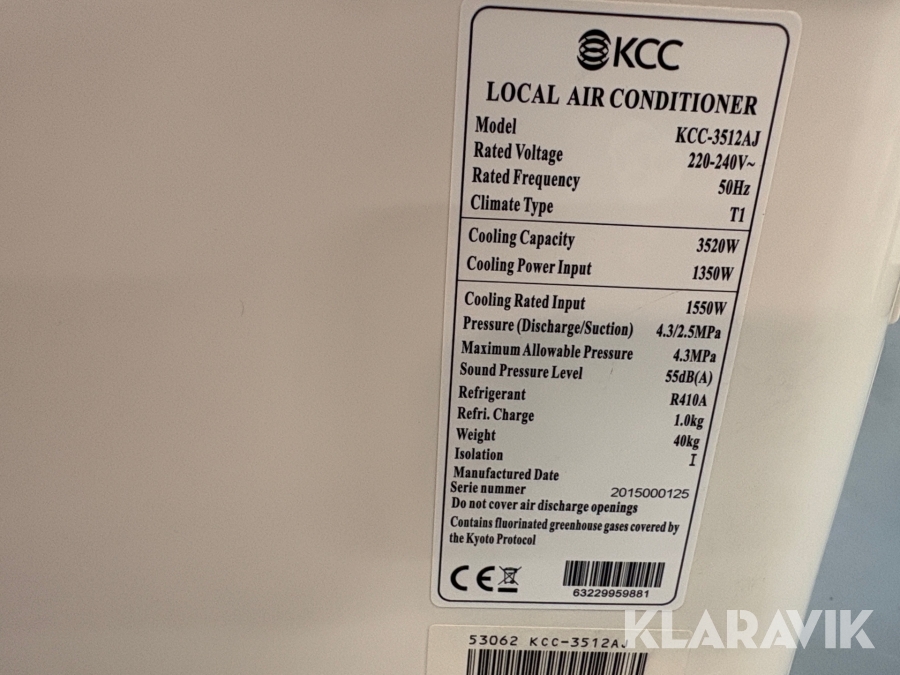 KCC
LOCAL AIR CONDITIONER
Model KCC-3512AJ
Rated Voltage 220-240V~
Rated Frequency 50Hz
Climate Type T1
Cooling Capacity 3520W
Cooling Power Input 1350W
Cooling Rated Input 1550W
Pressure (Discharge/Suction) 4.3/2.5MPa
Maximum Allowable Pressure 4.3MPa
Sound Pressure Level 55dB(A)
Refrigerant R410A
Refri. Charge 1.0kg
Weight 40kg
Isolation I
Manufactured Date
Serie nummer 2015000125
Do not cover air discharge openings
Contains fluorinated greenhouse gases covered by
the Kyoto Protocol
CE
63229959881
53062 KCC-3512AJ
KLARAVIK